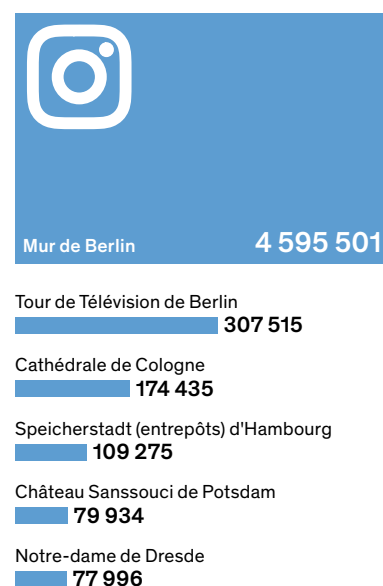 Mur de Berlin 4 595 501
Tour de Télévision de Berlin
307 515
Cathédrale de Cologne
174 435
Speicherstadt (entrepôts) d'Hambourg
109 275
Château Sanssouci de Potsdam
79 934
Notre-dame de Dresde
77 996